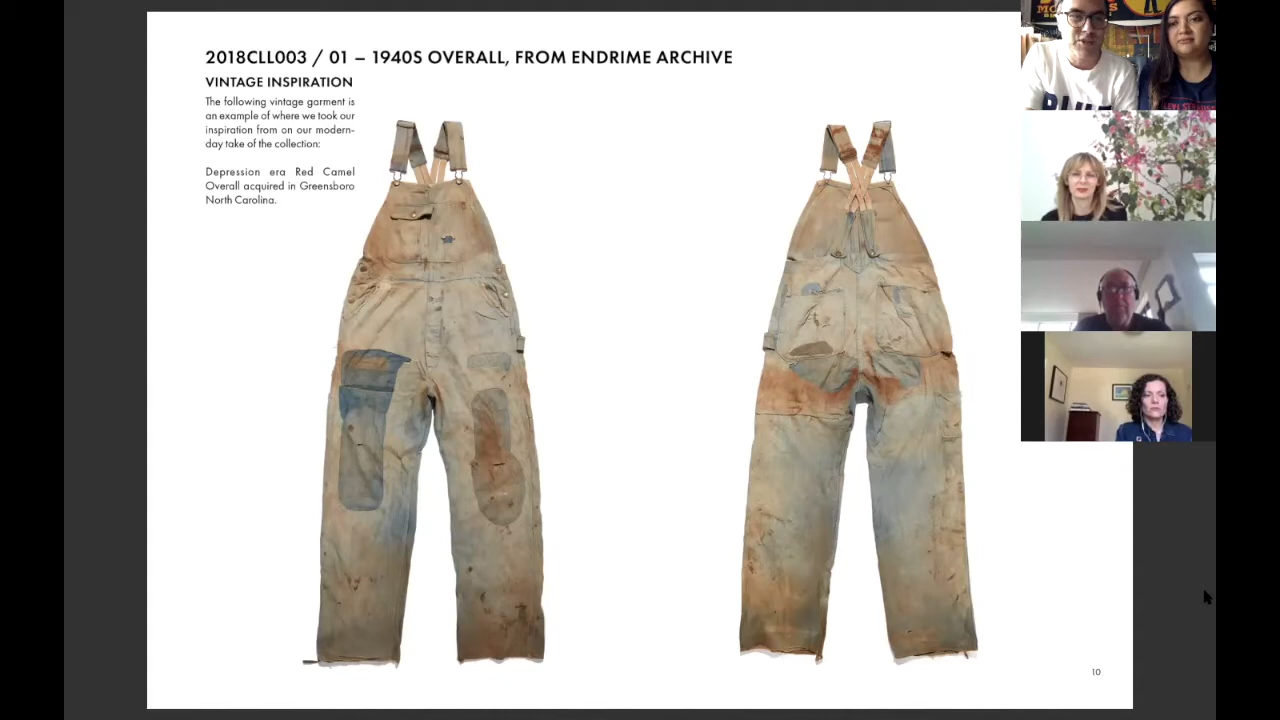 2018CLL003 / 01 – 1940S OVERALL, FROM ENDRIME ARCHIVE
VINTAGE INSPIRATION
The following vintage garment is
an example of where we took our
inspiration from on our modern-
day take of the collection:
Depression era Red Camel
Overall acquired in Greensboro
North Carolina.
10